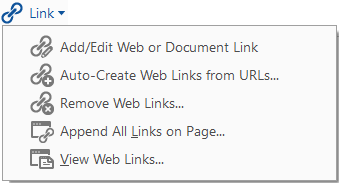 Link
Add/Edit Web or Document Link
Auto-Create Web Links from URLs...
Remove Web Links...
Append All Links on Page...
View Web Links...